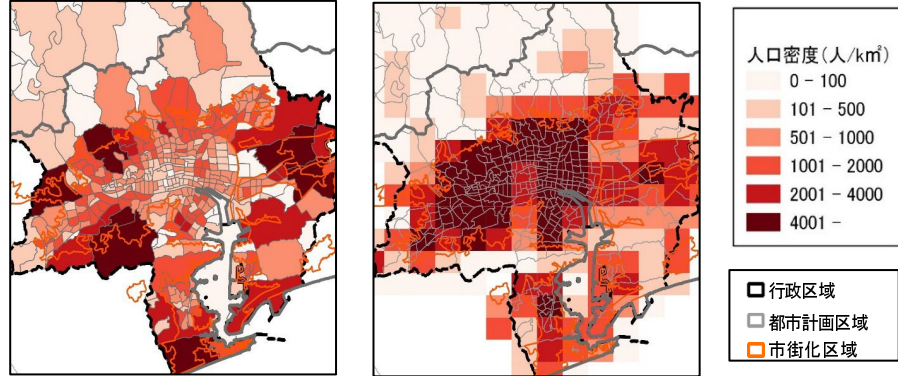 人口密度(人/k㎡)
0 - 100
101 - 500
501 - 1000
1001 - 2000
2001 - 4000
4001 -
行政区域
都市計画区域
市街化区域